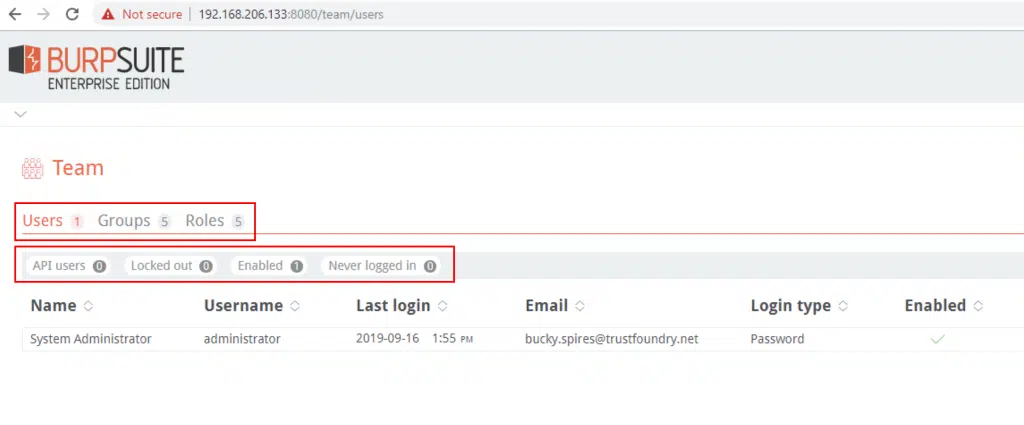 Not secure | 192.168.206.133:8080/team/users
BURPSUITE
ENTERPRISE EDITION
Team
Users 1 Groups 5 Roles 5
API users 0 Locked out 0 Enabled 1 Never logged in 0
Name Username Last login Email Login type Enabled
System Administrator administrator 2019-09-16 1:55 PM bucky.spires@trustfoundry.net Password